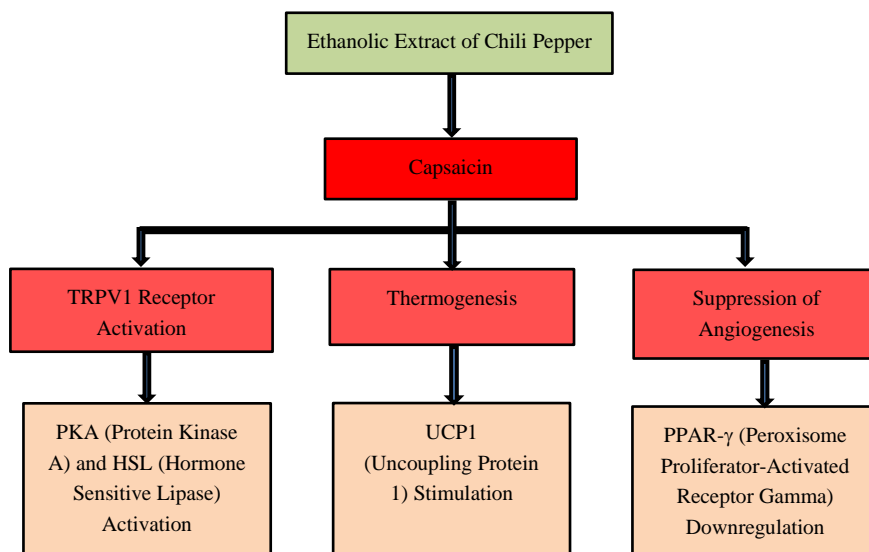 Ethanolic Extract of Chili Pepper
Capsaicin
TRPV1 Receptor
Activation
Thermogenesis
Suppression of
Angiogenesis
PKA (Protein Kinase
A) and HSL (Hormone
Sensitive Lipase)
Activation
UCP1
(Uncoupling Protein
1) Stimulation
PPAR-γ (Peroxisome
Proliferator-Activated
Receptor Gamma)
Downregulation